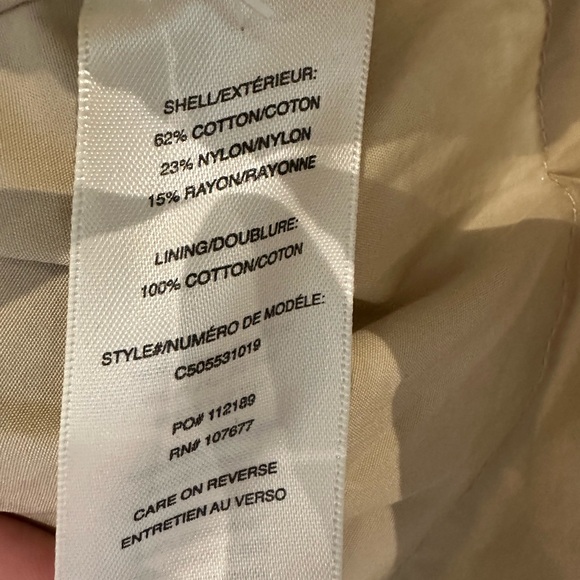 SHELL/EXTÉRIEUR:
62% COTTON/COTON
23% NYLON/NYLON
15% RAYON/RAYONNE
LINING/DOUBLURE:
100% COTTON/COTON
STYLE#/NUMÉRO DE MODÉLE:
C505531019
PO# 112189
RN# 107677
CARE ON REVERSE
ENTRETIEN AU VERSO